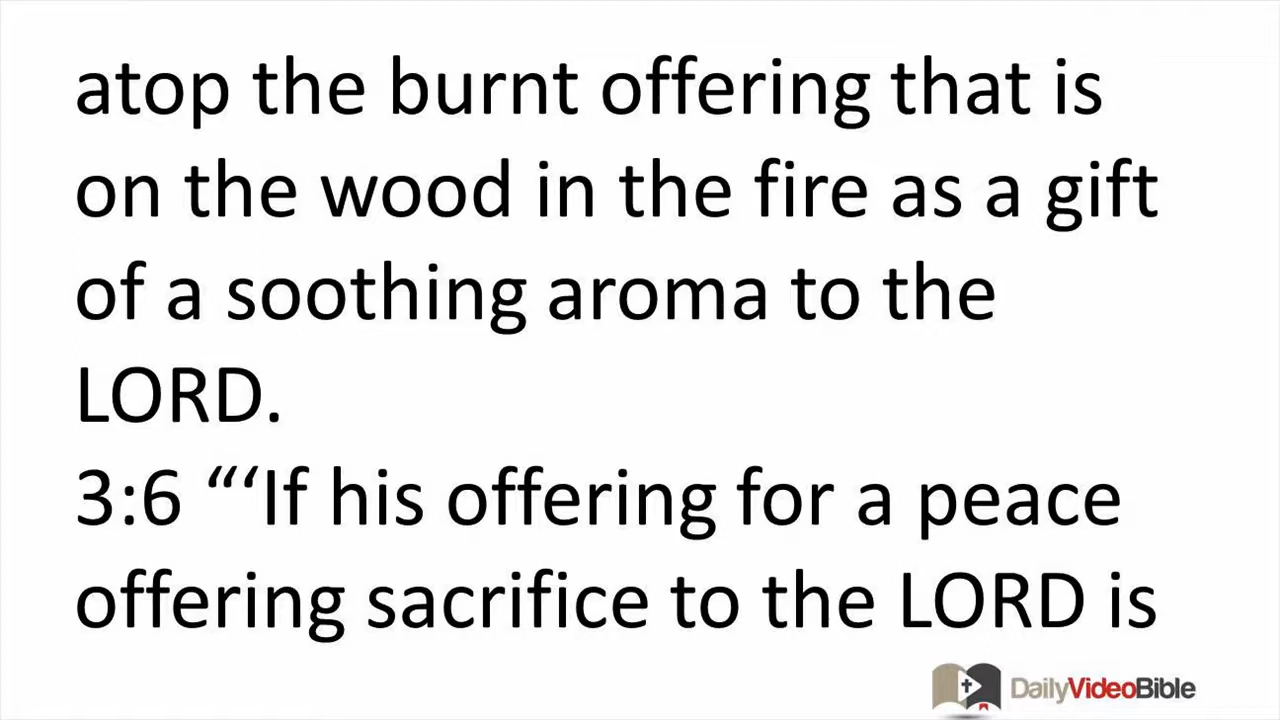 atop the burnt offering that is
on the wood in the fire as a gift
of a soothing aroma to the
LORD.
3:6 “‘If his offering for a peace
offering sacrifice to the LORD is
DailyVideoBible